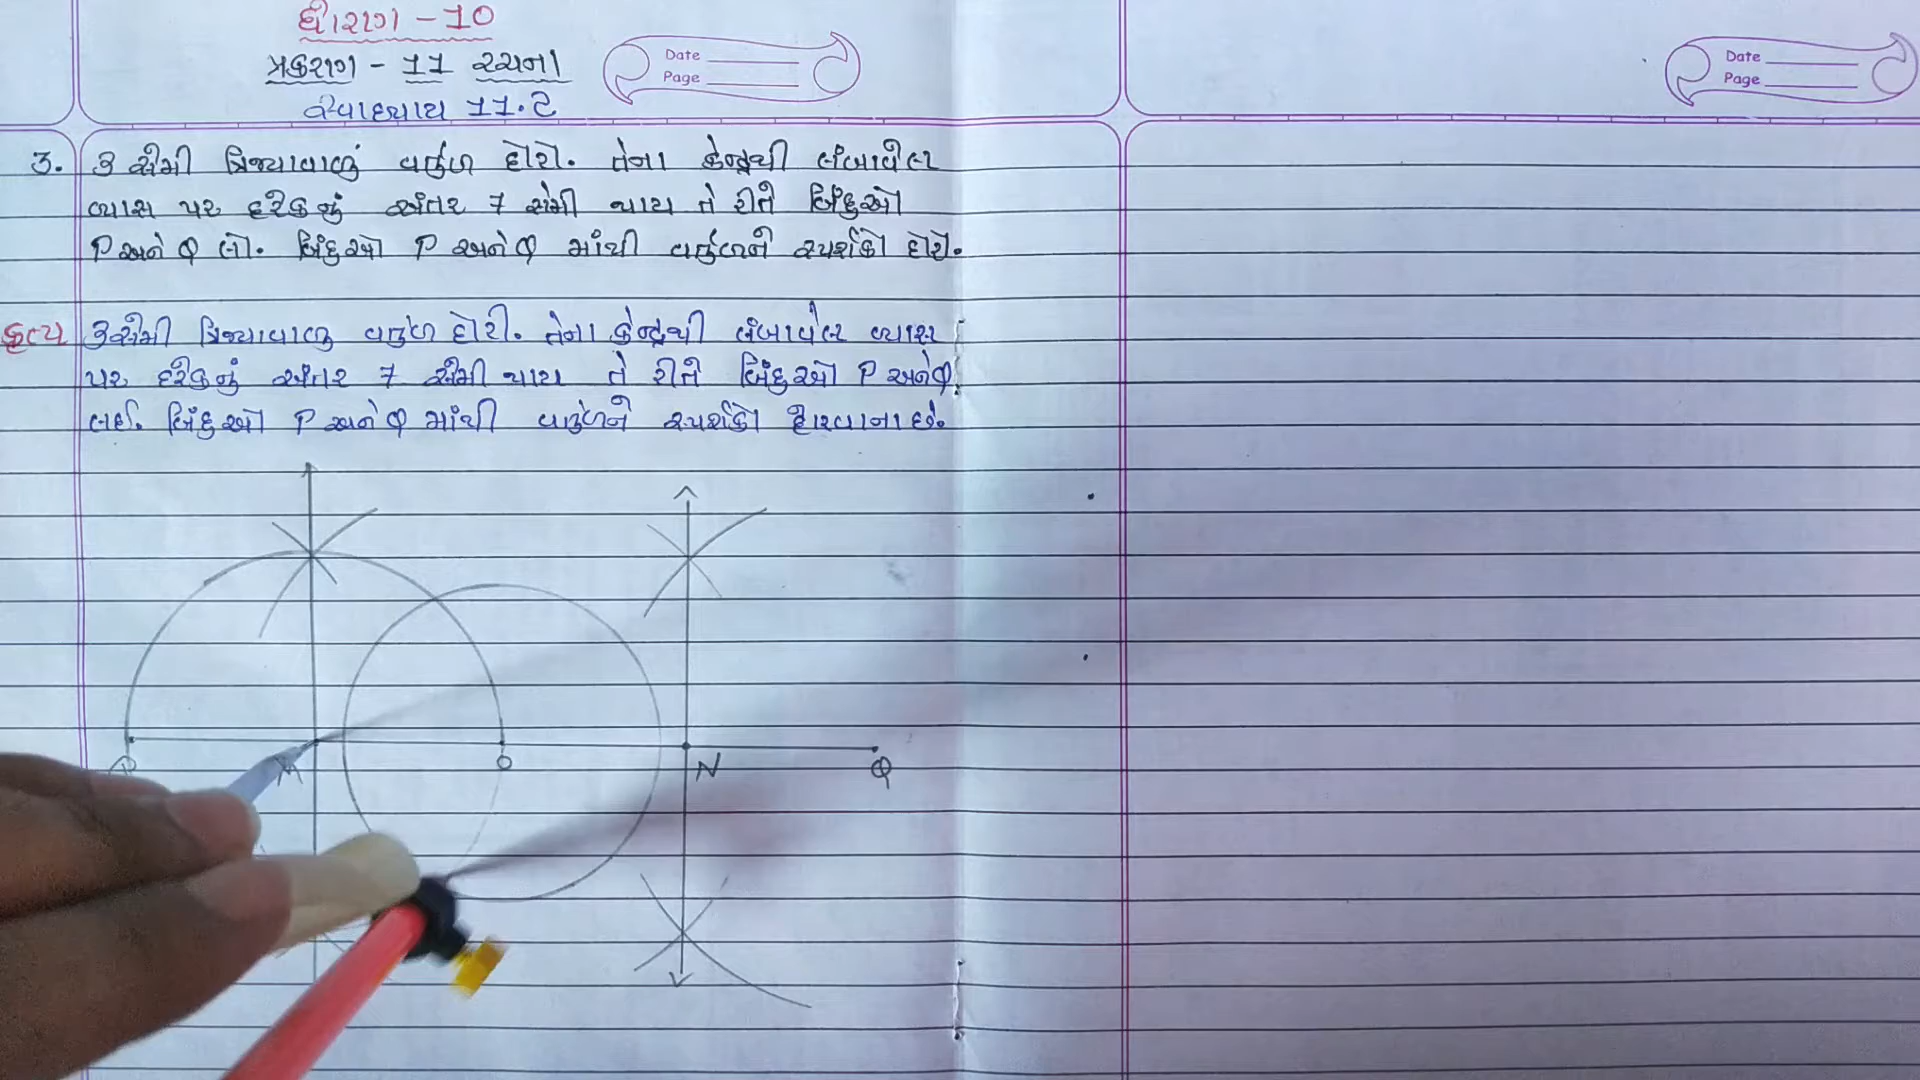 ધોરણ - 10
પ્રકરણ - 11 રચના
સ્વાધ્યાય 11.2
Date
Page
Date
Page
3. 3 સેમી ત્રિજ્યાવાળું વર્તુળ દોરો. તેના કેન્દ્રથી લંબાવેલ
વ્યાસ પર દરેકનું અંતર 7 સેમી થાય તે રીતે બિંદુઓ
P અને Q લો. બિંદુઓ P અને Q માંથી વર્તુળને સ્પર્શકો દોરો.
કૃત્ય 3 સેમી ત્રિજ્યાવાળુ વર્તુળ દોરી. તેના કેન્દ્રથી લંબાવેલ વ્યાસ
પર દરેકનું અંતર 7 સેમી થાય તે રીતે બિંદુઓ P અને Q
લઈ. બિંદુઓ P અને Q માંથી વર્તુળને સ્પર્શકો દોરવાના છે.
P M O N Q